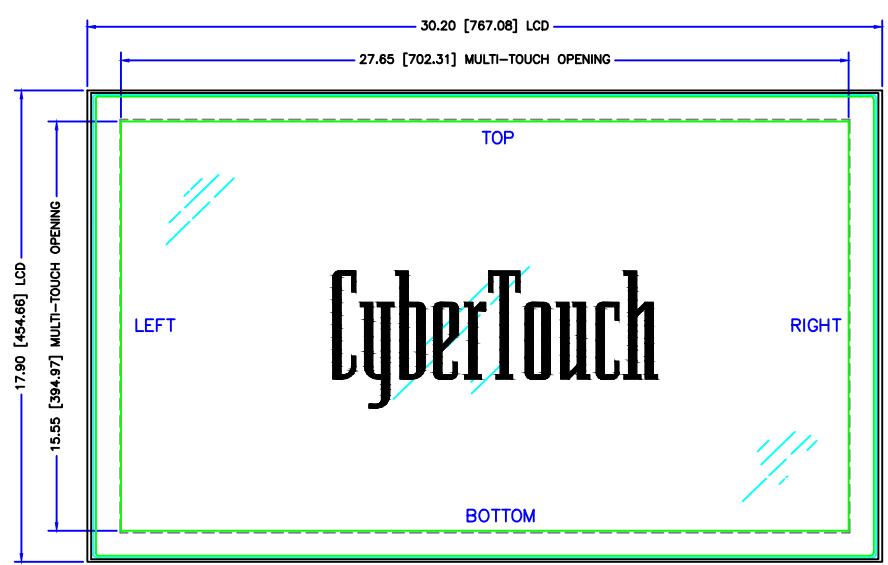 30.20 [767.08] LCD
27.65 [702.31] MULTI-TOUCH OPENING
TOP
17.90 [454.66] LCD
15.55 [394.97] MULTI-TOUCH OPENING
LEFT
CyberTouch
RIGHT
BOTTOM